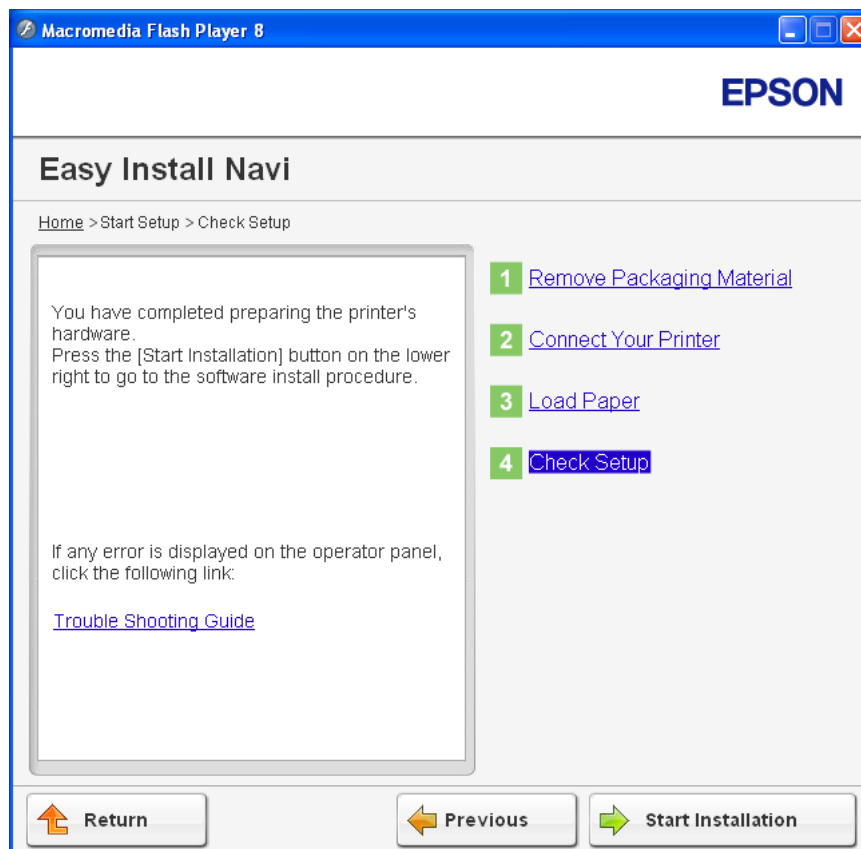 Macromedia Flash Player 8
EPSON
Easy Install Navi
Home > Start Setup > Check Setup
You have completed preparing the printer's
hardware.
Press the [Start Installation] button on the lower
right to go to the software install procedure.
If any error is displayed on the operator panel,
click the following link:
Trouble Shooting Guide
1 Remove Packaging Material
2 Connect Your Printer
3 Load Paper
4 Check Setup
Return
Previous
Start Installation